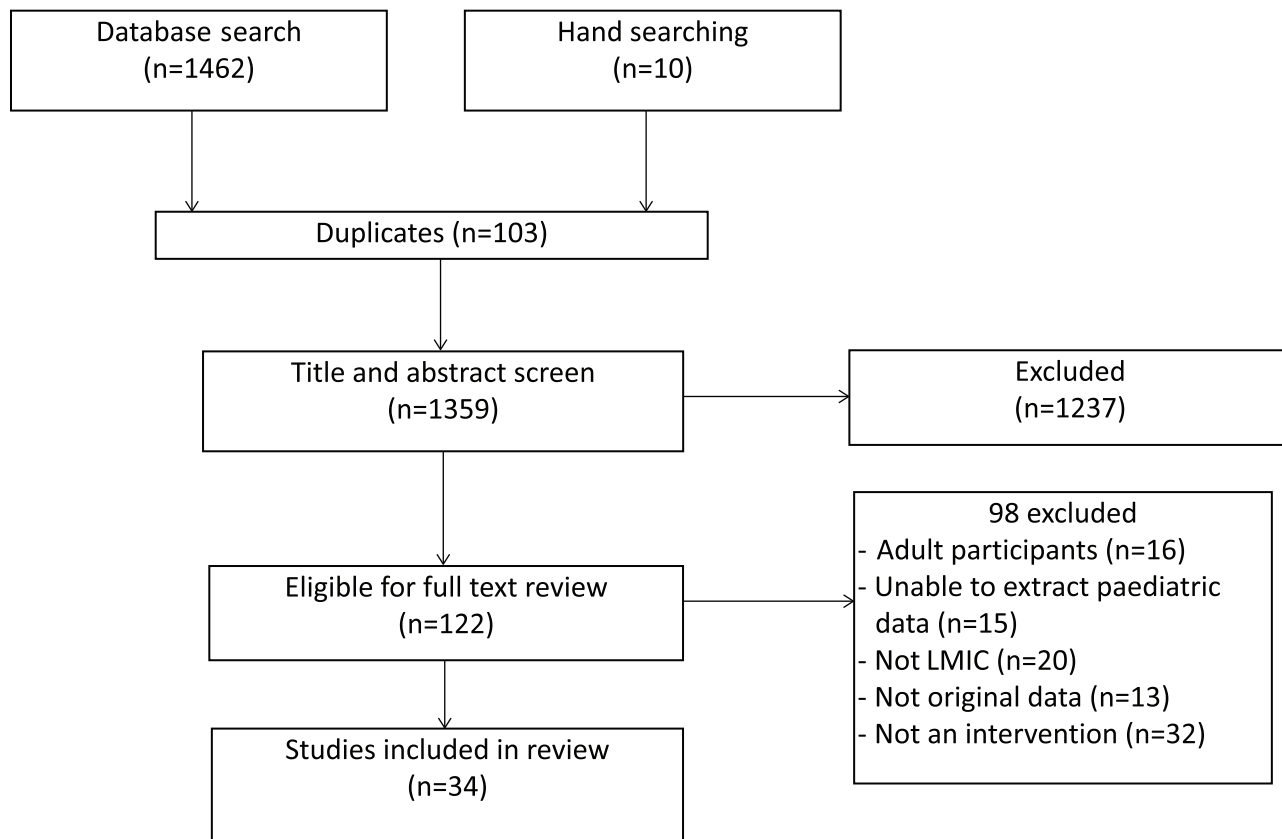 Database search
(n=1462)
Hand searching
(n=10)
Duplicates (n=103)
Title and abstract screen
(n=1359)
Excluded
(n=1237)
Eligible for full text review
(n=122)
98 excluded
- Adult participants (n=16)
- Unable to extract paediatric
data (n=15)
- Not LMIC (n=20)
- Not original data (n=13)
- Not an intervention (n=32)
Studies included in review
(n=34)